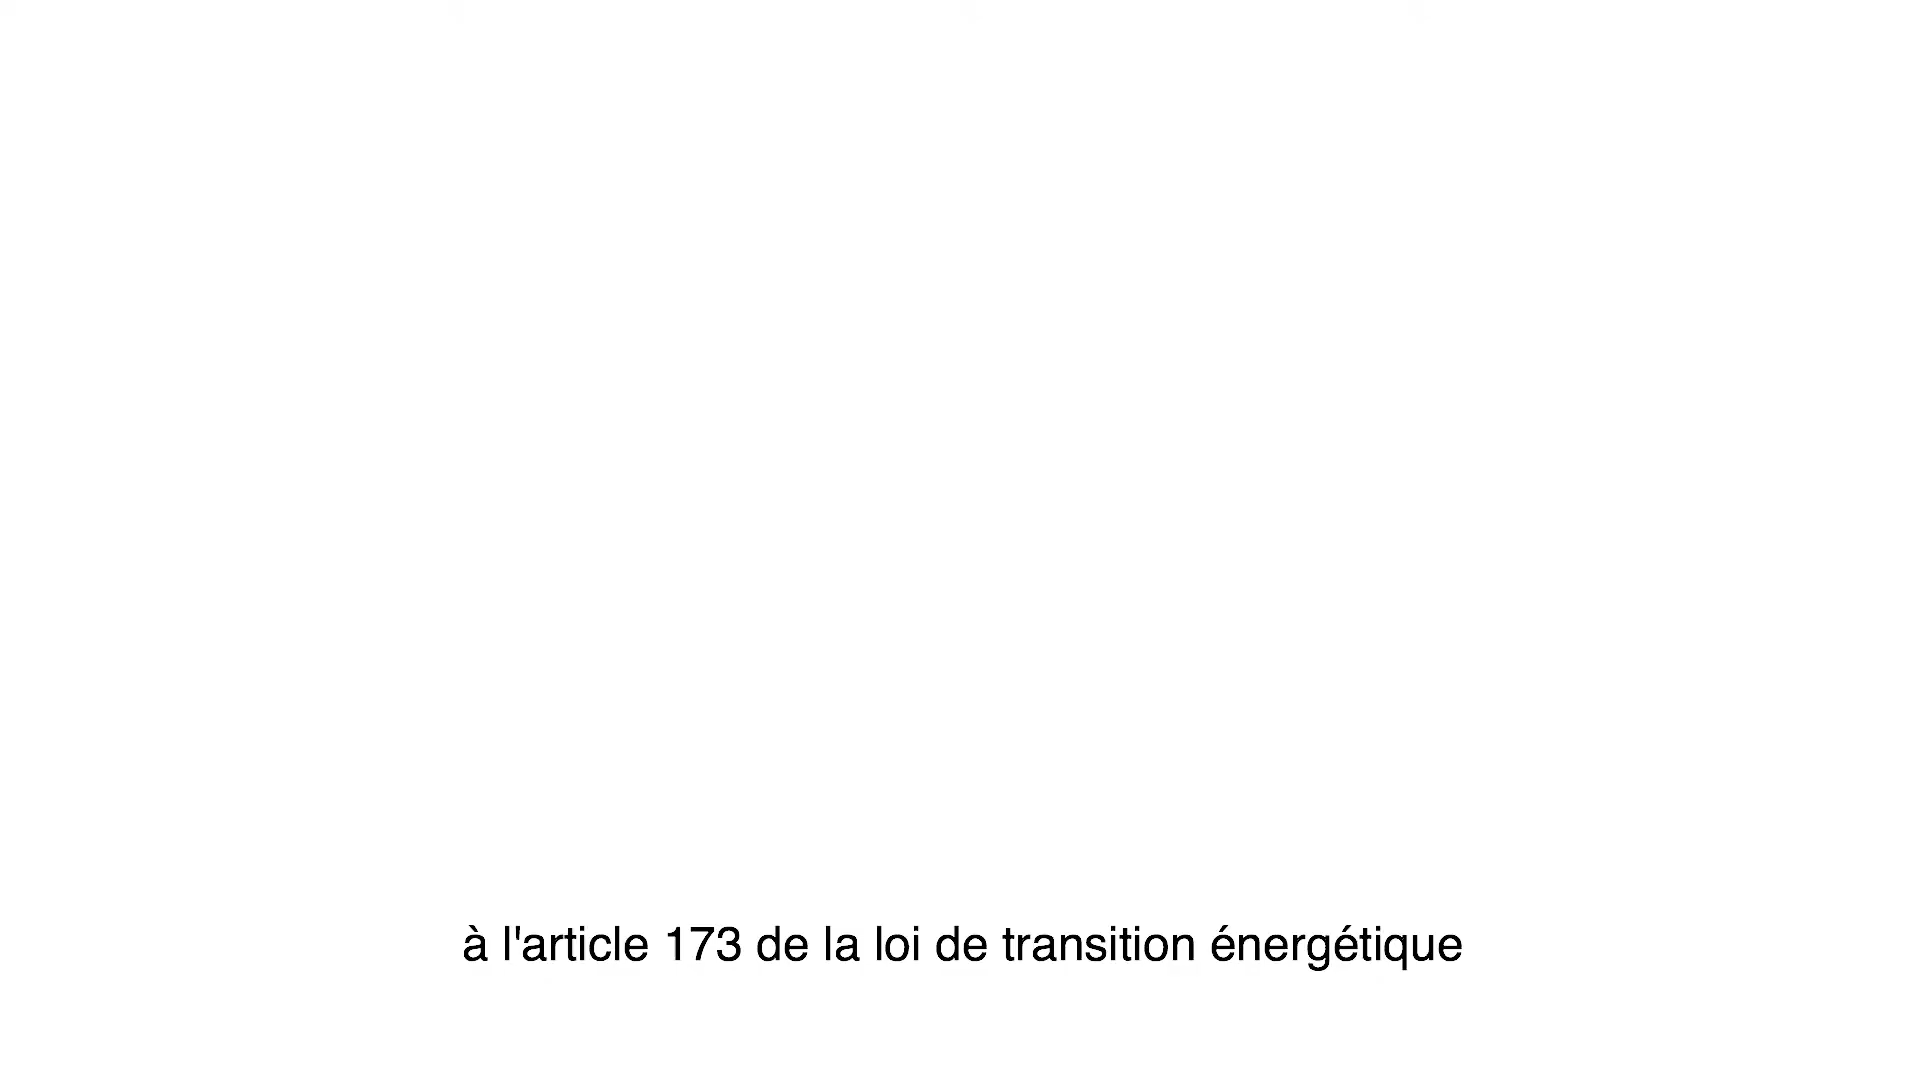 à l'article 173 de la loi de transition énergétique